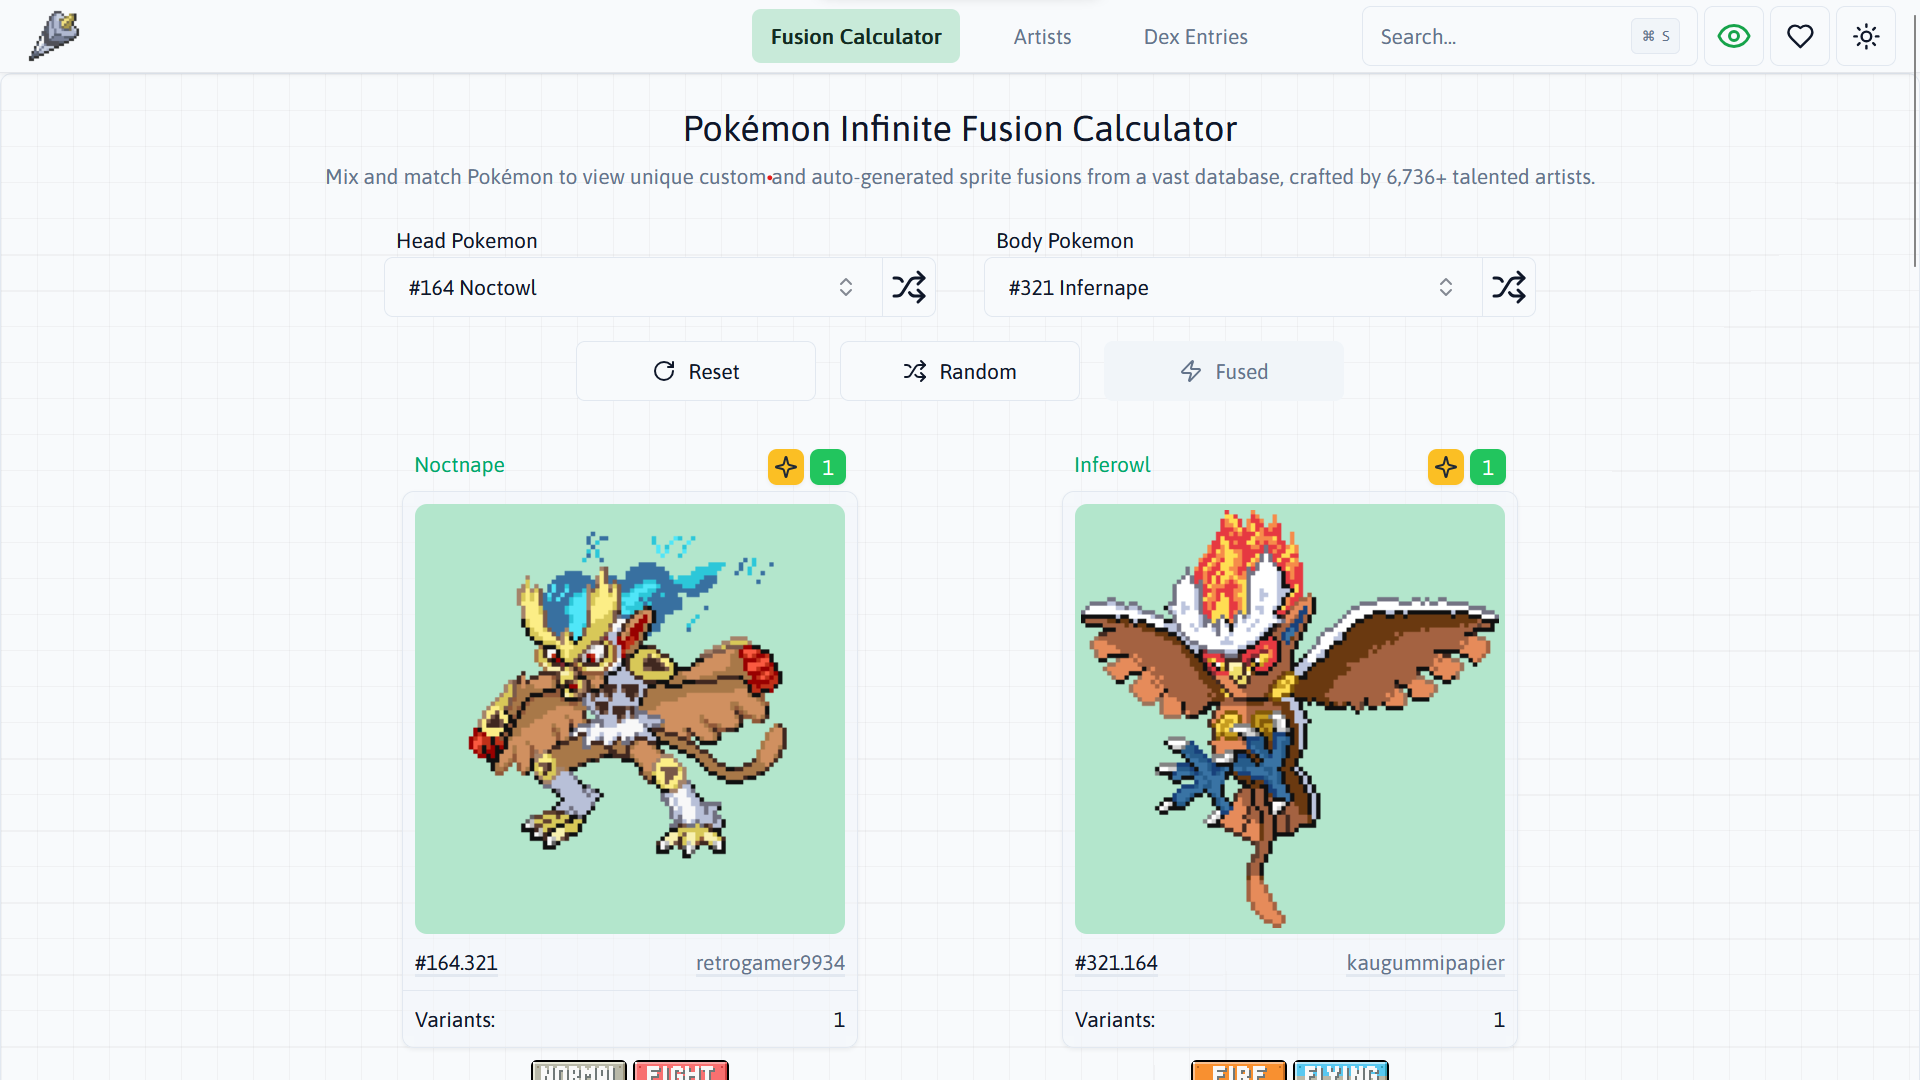 Fusion Calculator
Artists
Dex Entries
Search...
⌘ S
Pokémon Infinite Fusion Calculator
Mix and match Pokémon to view unique custom and auto-generated sprite fusions from a vast database, crafted by 6,736+ talented artists.
Head Pokemon
Body Pokemon
#164 Noctowl
#321 Infernape
Reset
Random
Fused
Noctnape
1
Inferowl
1
#164.321
retrogamer9934
#321.164
kaugummipapier
Variants:
1
Variants:
1
NORMAL
FIGHT
FIRE
FLYING